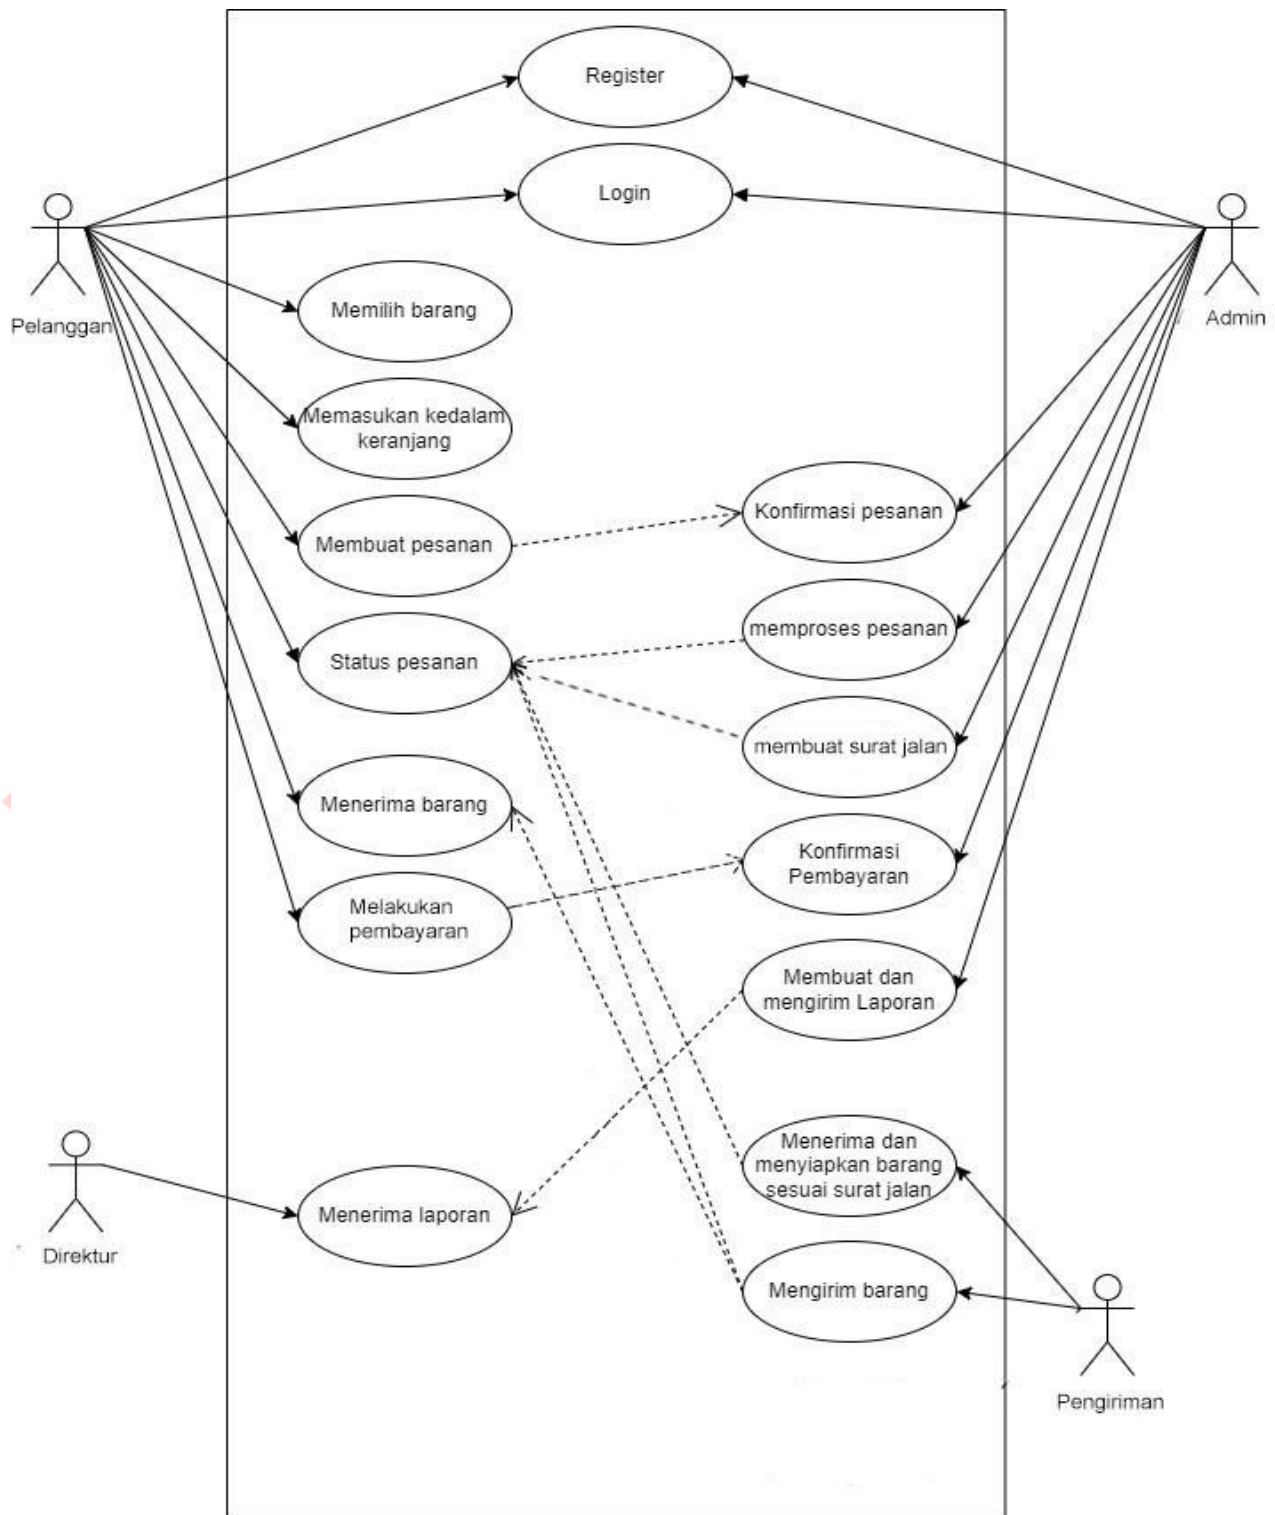 Register
Login
Pelanggan
Admin
Memilih barang
Memasukan kedalam
keranjang
Konfirmasi pesanan
Membuat pesanan
memproses pesanan
Status pesanan
membuat surat jalan
Menerima barang
Konfirmasi
Pembayaran
Melakukan
pembayaran
Membuat dan
mengirim Laporan
Menerima dan
menyiapkan barang
sesuai surat jalan
Menerima laporan
Direktur
Mengirim barang
Pengiriman